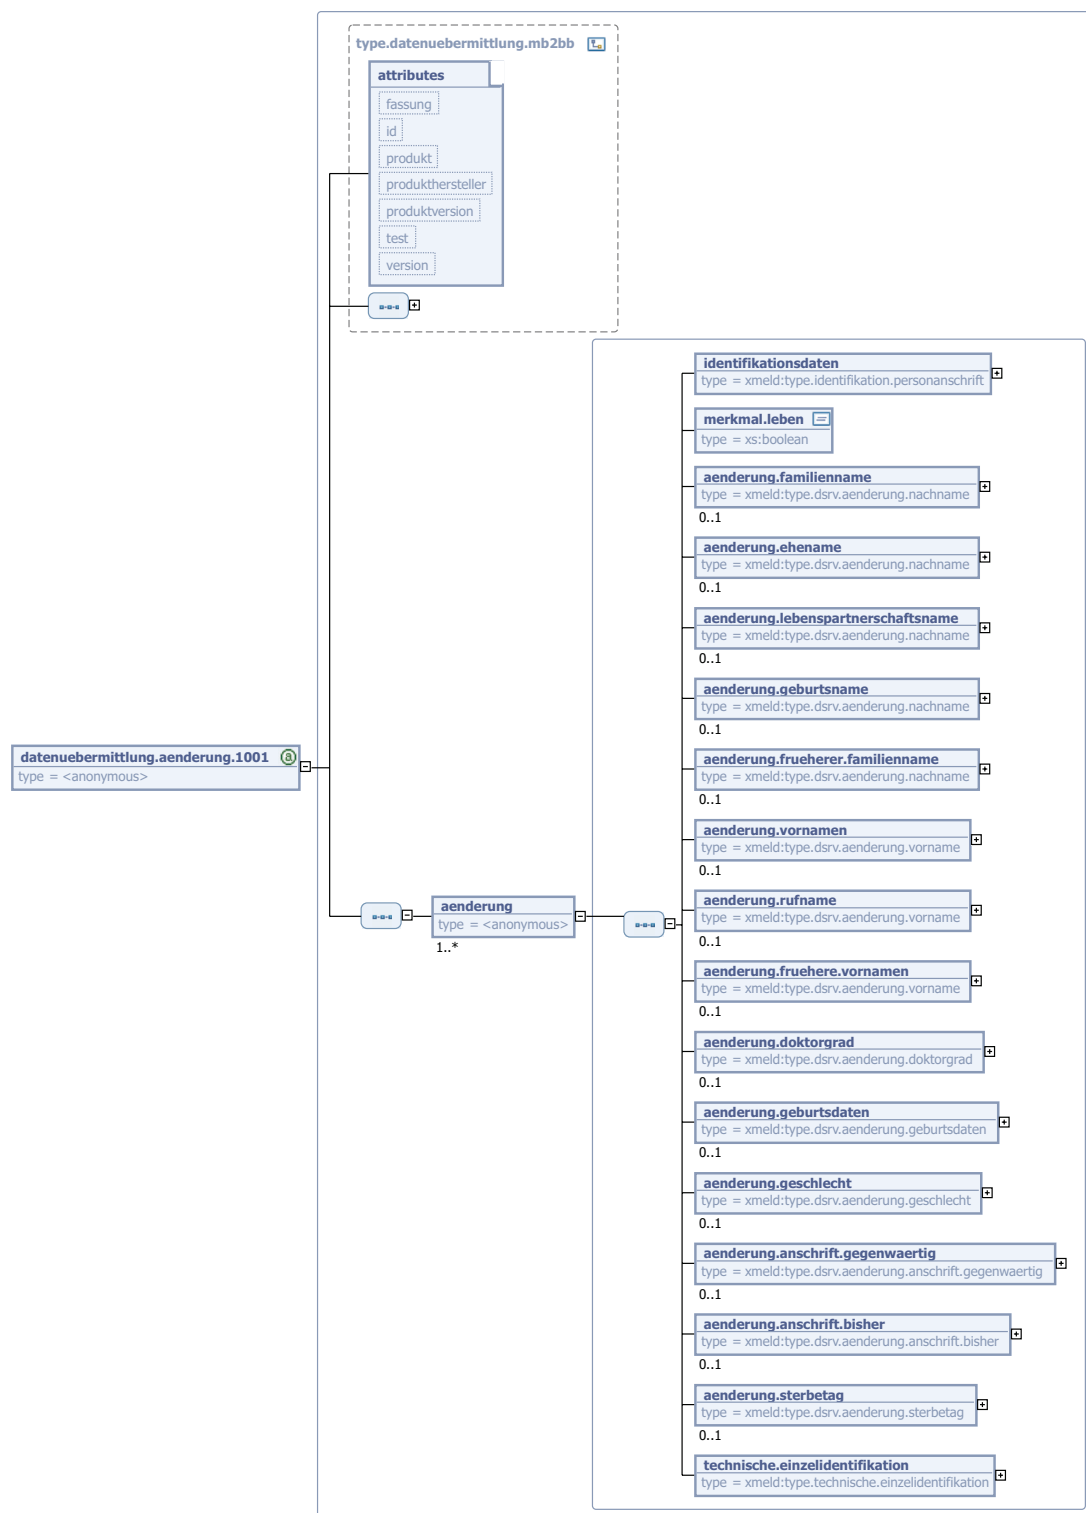 type.datenuebermittlung.mb2bb
attributes
fassung
id
produkt
produkthersteller
produktversion
test
version
datenuebermittlung.aenderung.1001
type = <anonymous>
aenderung
type = <anonymous>
1..*
identifikationsdaten
type = xmeld:type.identifikation.personanschrift
merkmal.leben
type = xs:boolean
aenderung.familienname
type = xmeld:type.dsrv.aenderung.nachname
0..1
aenderung.ehename
type = xmeld:type.dsrv.aenderung.nachname
0..1
aenderung.lebenspartnerschaftsname
type = xmeld:type.dsrv.aenderung.nachname
0..1
aenderung.geburtsname
type = xmeld:type.dsrv.aenderung.nachname
0..1
aenderung.frueherer.familienname
type = xmeld:type.dsrv.aenderung.nachname
0..1
aenderung.vornamen
type = xmeld:type.dsrv.aenderung.vorname
0..1
aenderung.rufname
type = xmeld:type.dsrv.aenderung.vorname
0..1
aenderung.fruehere.vornamen
type = xmeld:type.dsrv.aenderung.vorname
0..1
aenderung.doktorgrad
type = xmeld:type.dsrv.aenderung.doktorgrad
0..1
aenderung.geburtsdaten
type = xmeld:type.dsrv.aenderung.geburtsdaten
0..1
aenderung.geschlecht
type = xmeld:type.dsrv.aenderung.geschlecht
0..1
aenderung.anschrift.gegenwaertig
type = xmeld:type.dsrv.aenderung.anschrift.gegenwaertig
0..1
aenderung.anschrift.bisher
type = xmeld:type.dsrv.aenderung.anschrift.bisher
0..1
aenderung.sterbetag
type = xmeld:type.dsrv.aenderung.sterbetag
0..1
technische.einzelidentifikation
type = xmeld:type.technische.einzelidentifikation